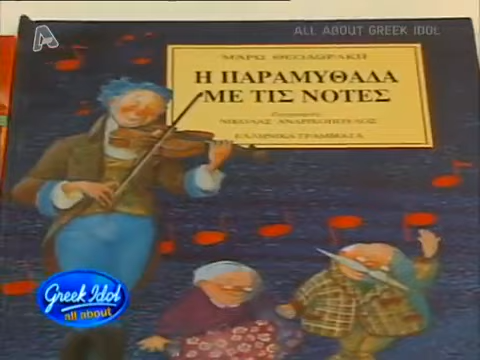 ALL ABOUT GREEK IDOL
ΜΑΡΩ ΘΕΟΔΩΡΑΚΗ
Η ΠΑΡΑΜΥΘΑΔΑ
ΜΕ ΤΙΣ ΝΟΤΕΣ
ΝΙΚΟΛΑΣ ΑΝΔΡΙΚΟΠΟΥΛΟΣ
ΕΛΛΗΝΙΚΑ ΓΡΑΜΜΑΤΑ
Greek Idol
all about